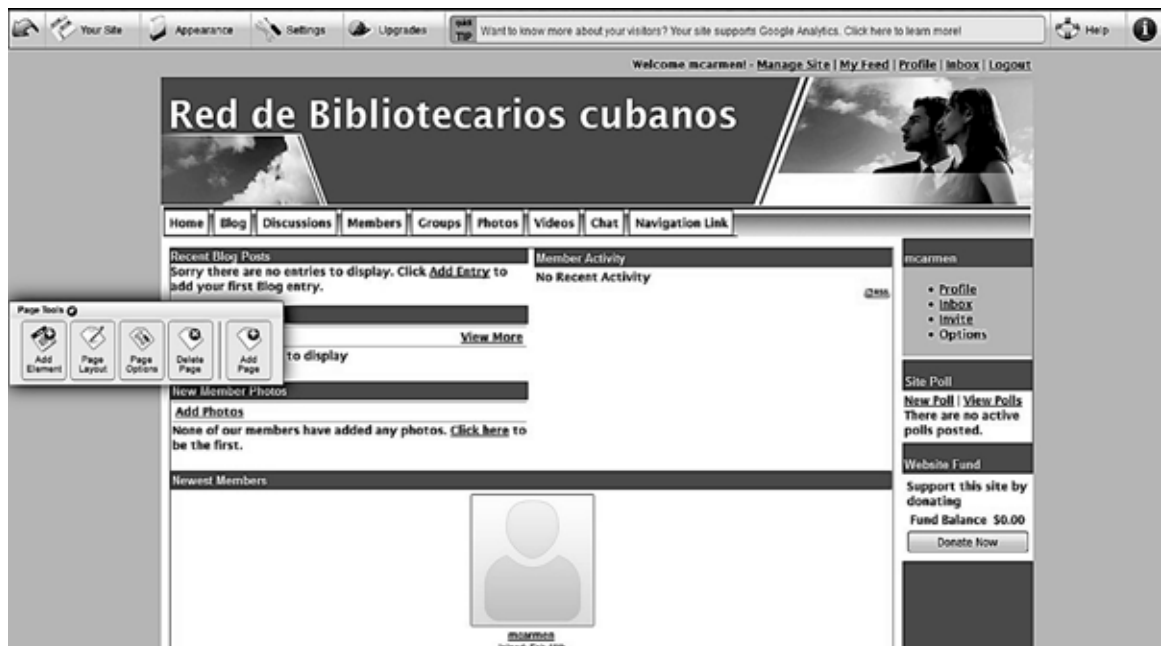 Your Site Appearance Settings Upgrades quick TIP Want to know more about your visitors? Your site supports Google Analytics. Click here to learn more! Help
Welcome mcarmen! - Manage Site | My Feed | Profile | Inbox | Logout
Red de Bibliotecarios cubanos
Home Blog Discussions Members Groups Photos Videos Chat Navigation Link
Recent Blog Posts
Sorry there are no entries to display. Click Add Entry to
add your first Blog entry.
Page Tools
Add Element
Page Layout
Page Options
Delete Page
Add Page
View More
to display
New Member Photos
Add Photos
None of our members have added any photos. Click here to
be the first.
Member Activity
No Recent Activity
RSS
Newest Members
mcarmen
mcarmen
• Profile
• Inbox
• Invite
• Options
Site Poll
New Poll | View Polls
There are no active
polls posted.
Website Fund
Support this site by
donating
Fund Balance $0.00
Donate Now